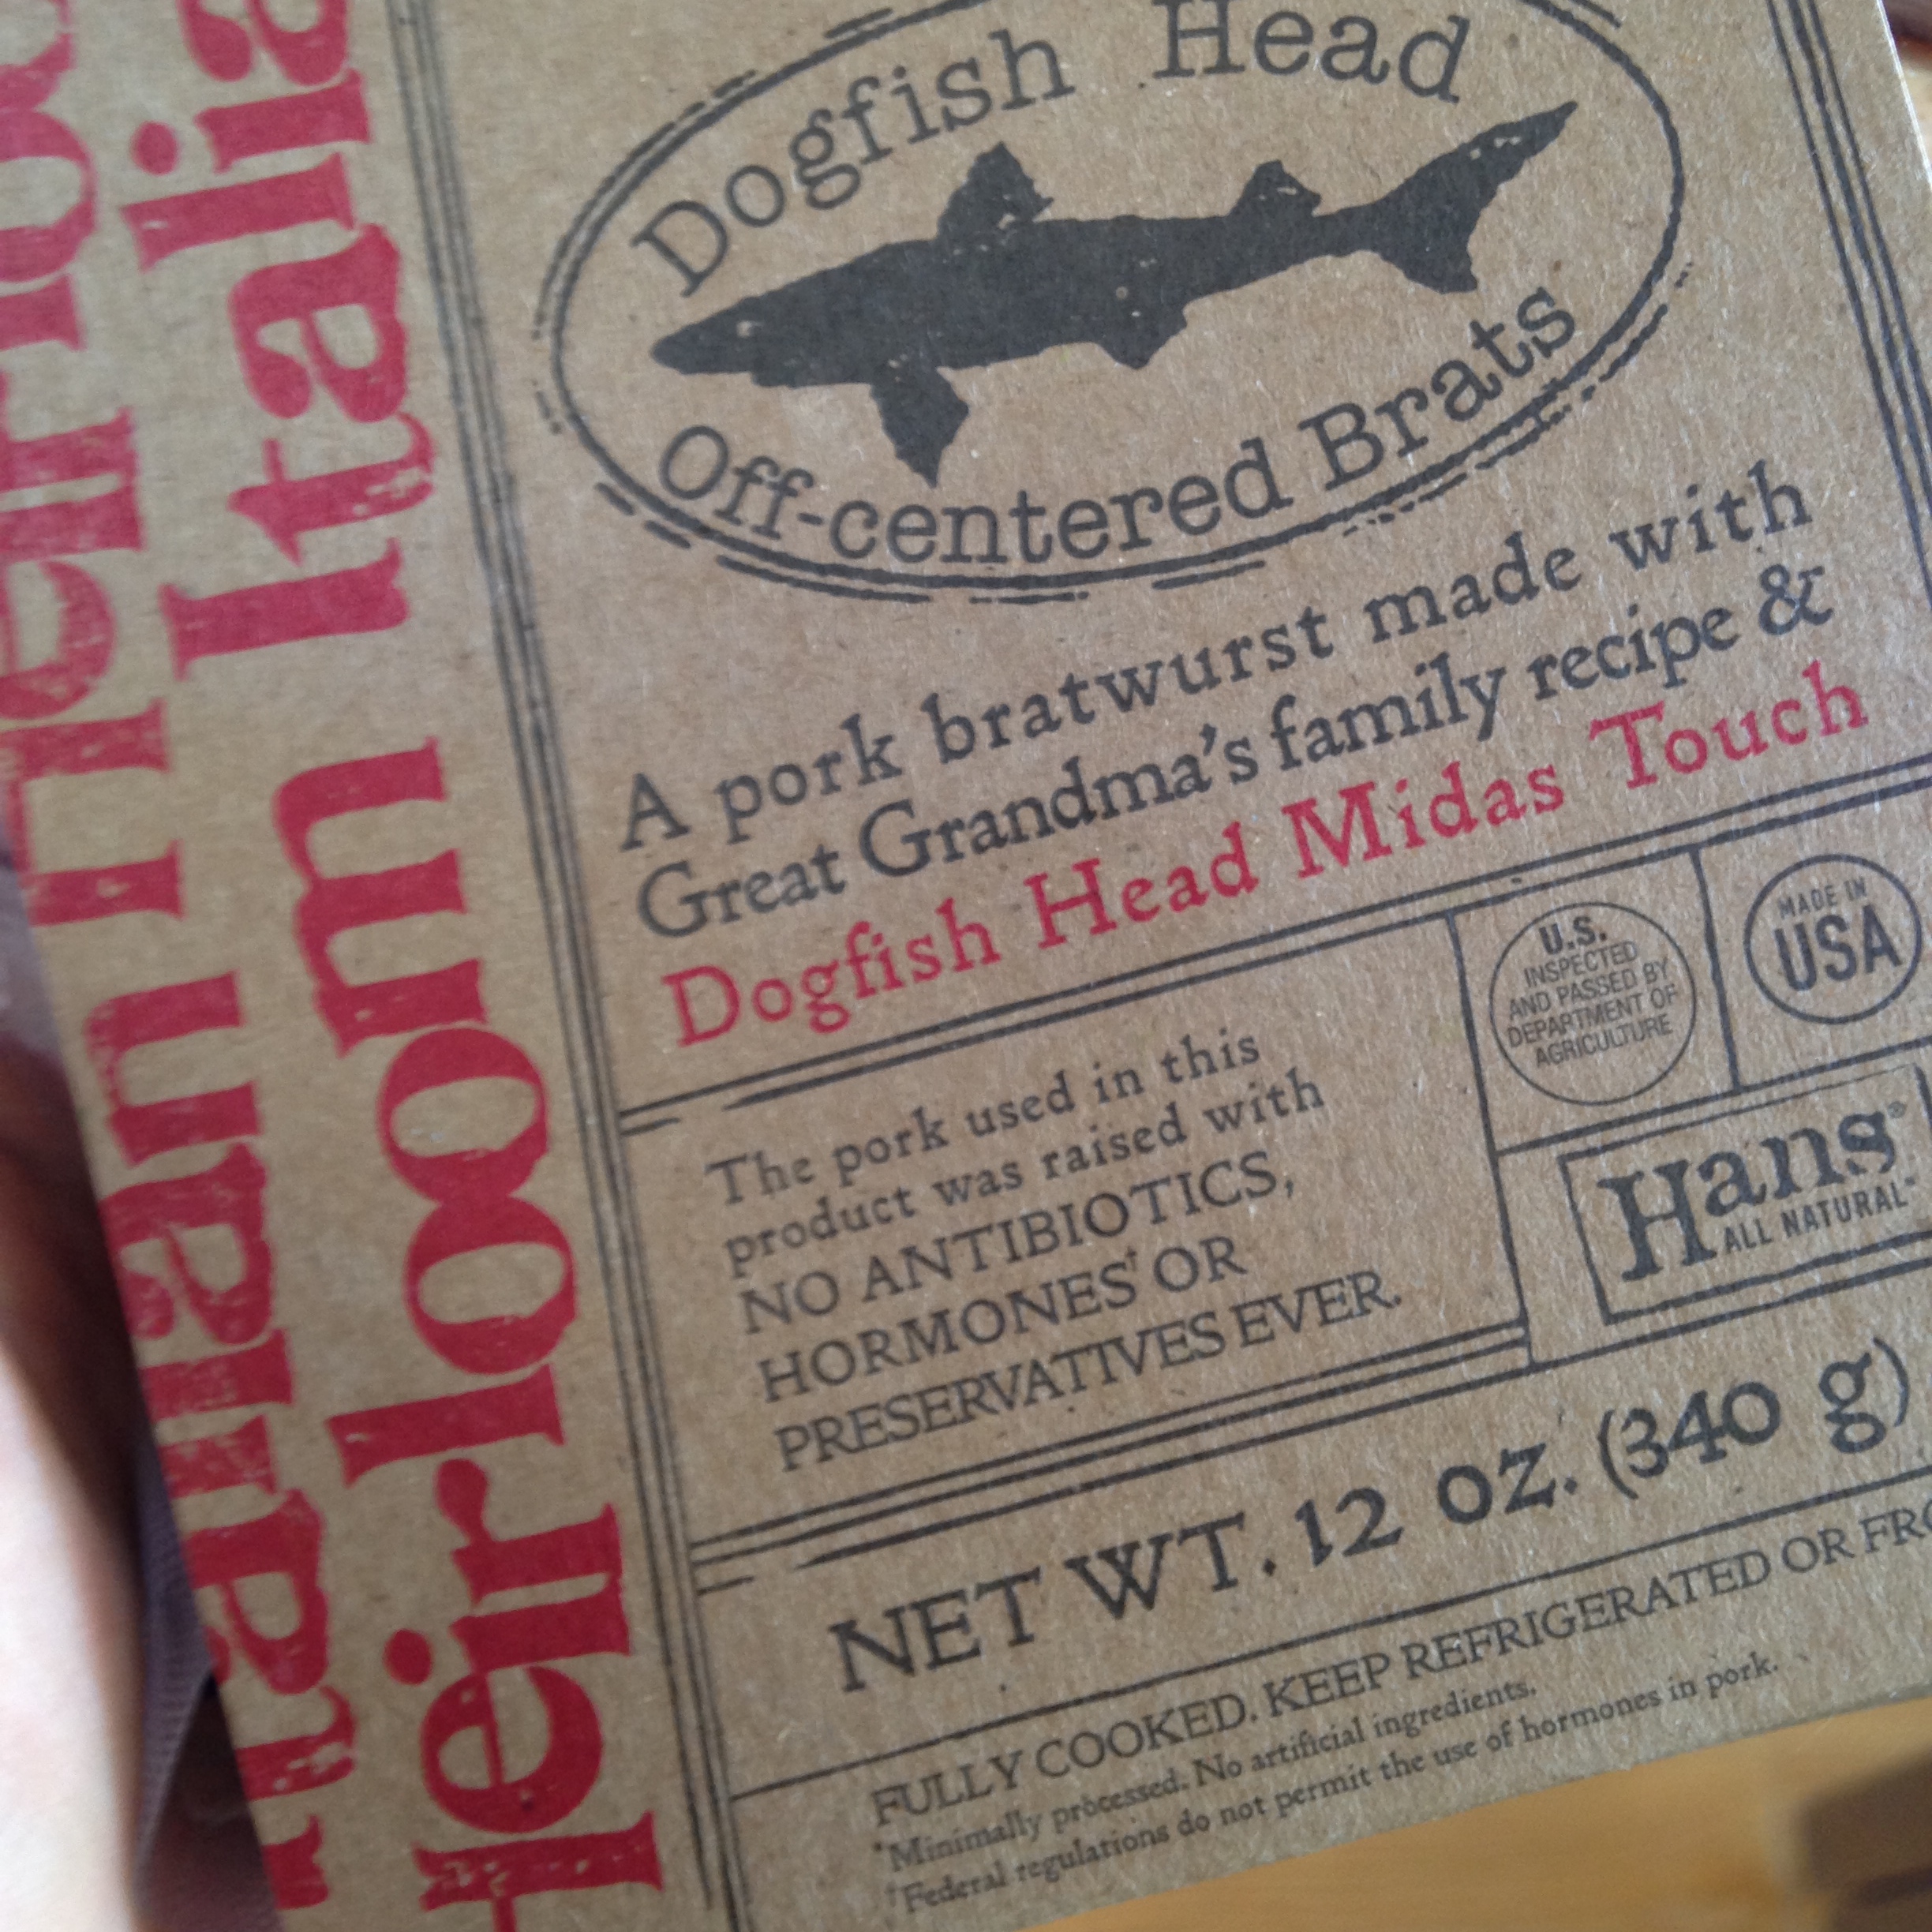 Heirloom Italia
Dogfish Head
Off-centered Brats
A pork bratwurst made with
Great Grandma's family recipe &
Dogfish Head Midas Touch
The pork used in this
product was raised with
NO ANTIBIOTICS,
HORMONES† OR
PRESERVATIVES EVER.
U.S.
INSPECTED
AND PASSED BY
DEPARTMENT OF
AGRICULTURE
MADE IN
USA
Hans®
ALL NATURAL*
NET WT. 12 OZ. (340 g)
FULLY COOKED. KEEP REFRIGERATED OR FRO
*Minimally processed. No artificial ingredients.
†Federal regulations do not permit the use of hormones in pork.